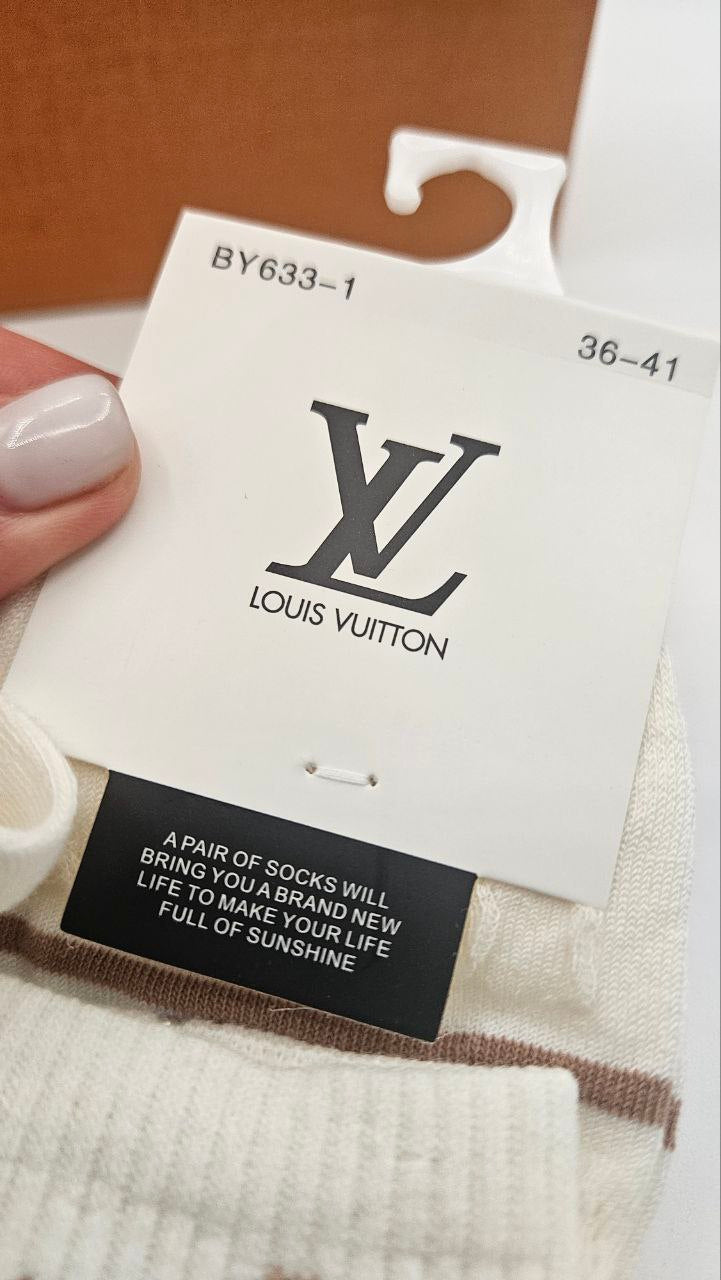 BY633-1
36-41
LV
LOUIS VUITTON
A PAIR OF SOCKS WILL
BRING YOU A BRAND NEW
LIFE TO MAKE YOUR LIFE
FULL OF SUNSHINE